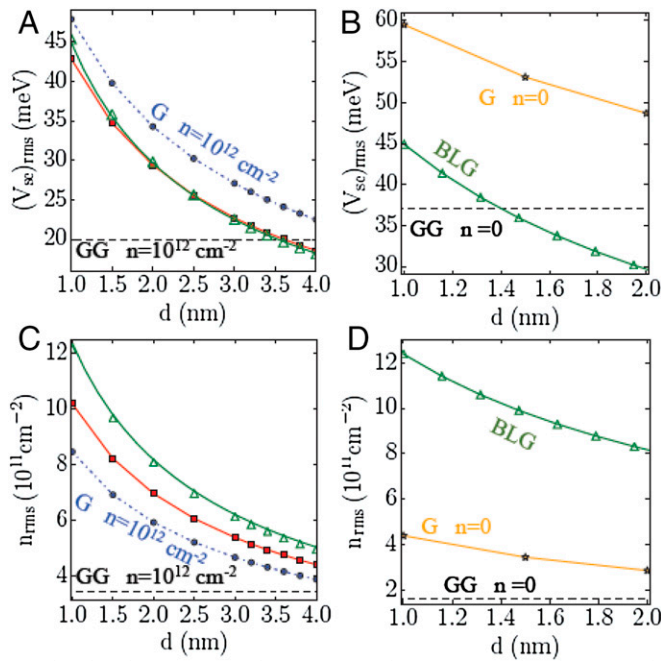 A
45
40
35
30
25
20
(V_sc)_rms (meV)
G n=10^12 cm^-2
GG n=10^12 cm^-2
1.0 1.5 2.0 2.5 3.0 3.5 4.0
d (nm)
B
60
55
50
45
40
35
30
(V_sc)_rms (meV)
G n=0
BLG
GG n=0
1.0 1.2 1.4 1.6 1.8 2.0
d (nm)
C
12
10
8
6
4
n_rms (10^11 cm^-2)
G n=10^12 cm^-2
GG n=10^12 cm^-2
1.0 1.5 2.0 2.5 3.0 3.5 4.0
d (nm)
D
12
10
8
6
4
2
n_rms (10^11 cm^-2)
BLG
G n=0
GG n=0
1.0 1.2 1.4 1.6 1.8 2.0
d (nm)